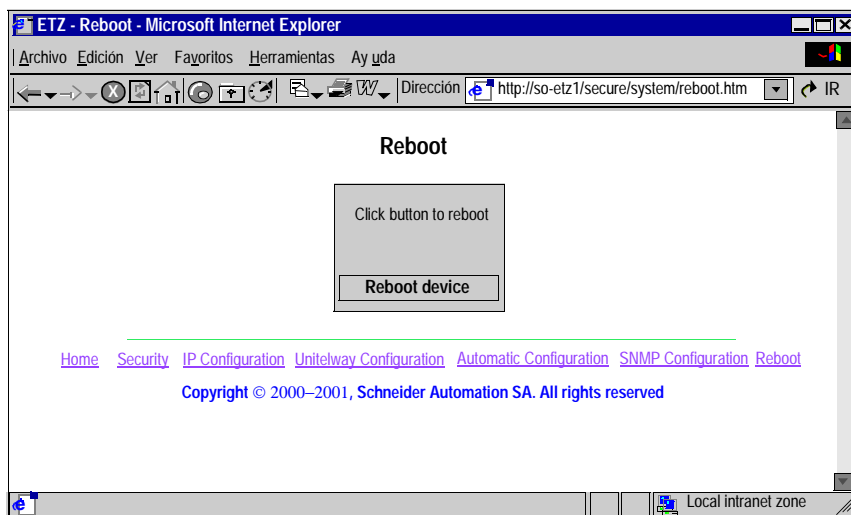 ETZ - Reboot - Microsoft Internet Explorer
Archivo Edición Ver Favoritos Herramientas Ay uda
Dirección http://so-etz1/secure/system/reboot.htm IR
Reboot
Click button to reboot
Reboot device
Home Security IP Configuration Unitelway Configuration Automatic Configuration SNMP Configuration Reboot
Copyright © 2000–2001, Schneider Automation SA. All rights reserved
Local intranet zone